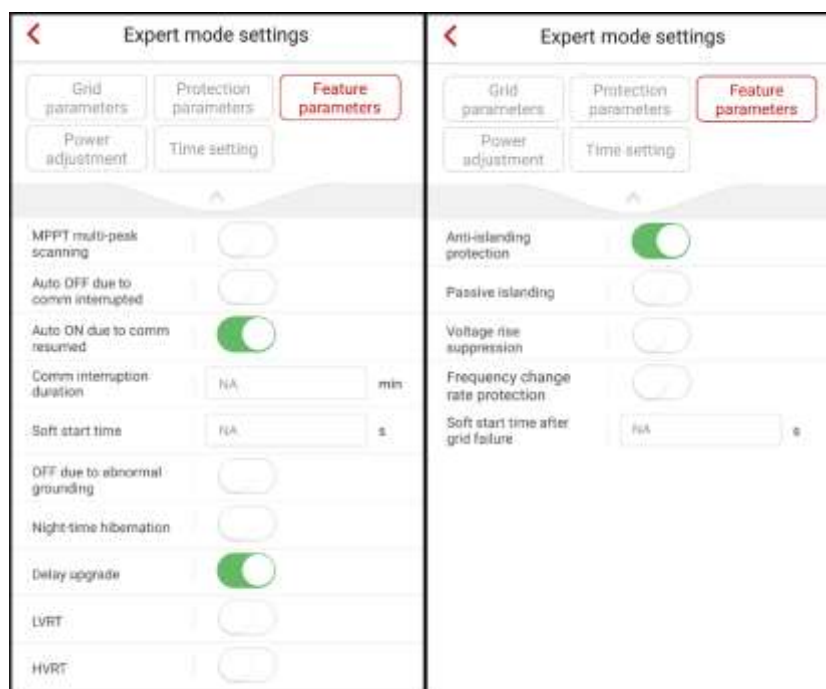 Expert mode settings
Grid
parameters
Protection
parameters
Feature
parameters
Power
adjustment
Time setting
MPPT multi-peak
scanning
Auto OFF due to
comm interrupted
Auto ON due to comm
resumed
Comm interruption
duration
NA
min
Soft start time
NA
s
OFF due to abnormal
grounding
Night-time hibernation
Delay upgrade
LVRT
HVRT
Expert mode settings
Grid
parameters
Protection
parameters
Feature
parameters
Power
adjustment
Time setting
Anti-islanding
protection
Passive islanding
Voltage rise
suppression
Frequency change
rate protection
Soft start time after
grid failure
NA
s